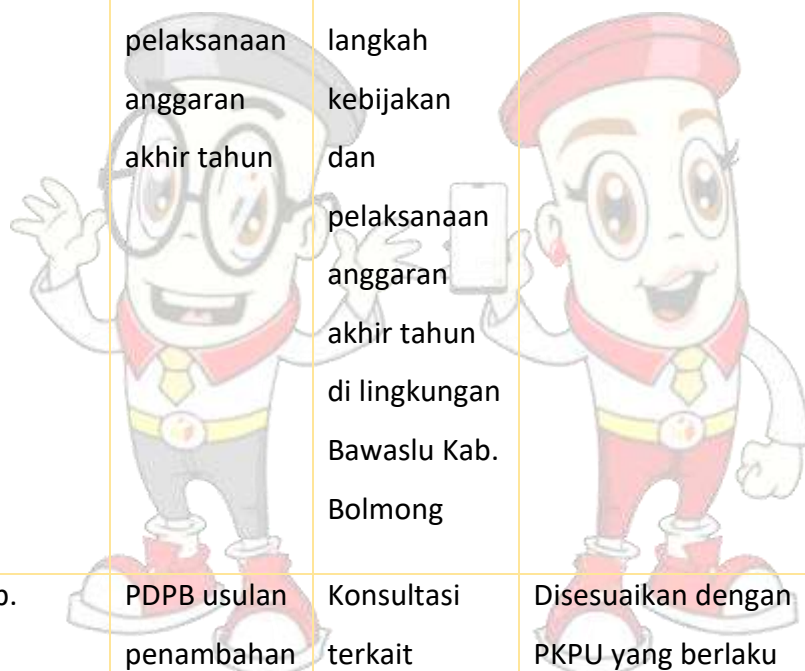 pelaksanaan
anggaran
akhir tahun
langkah
kebijakan
dan
pelaksanaan
anggaran
akhir tahun
di lingkungan
Bawaslu Kab.
Bolmong
PDPB usulan
penambahan
Konsultasi
terkait
Disesuaikan dengan
PKPU yang berlaku